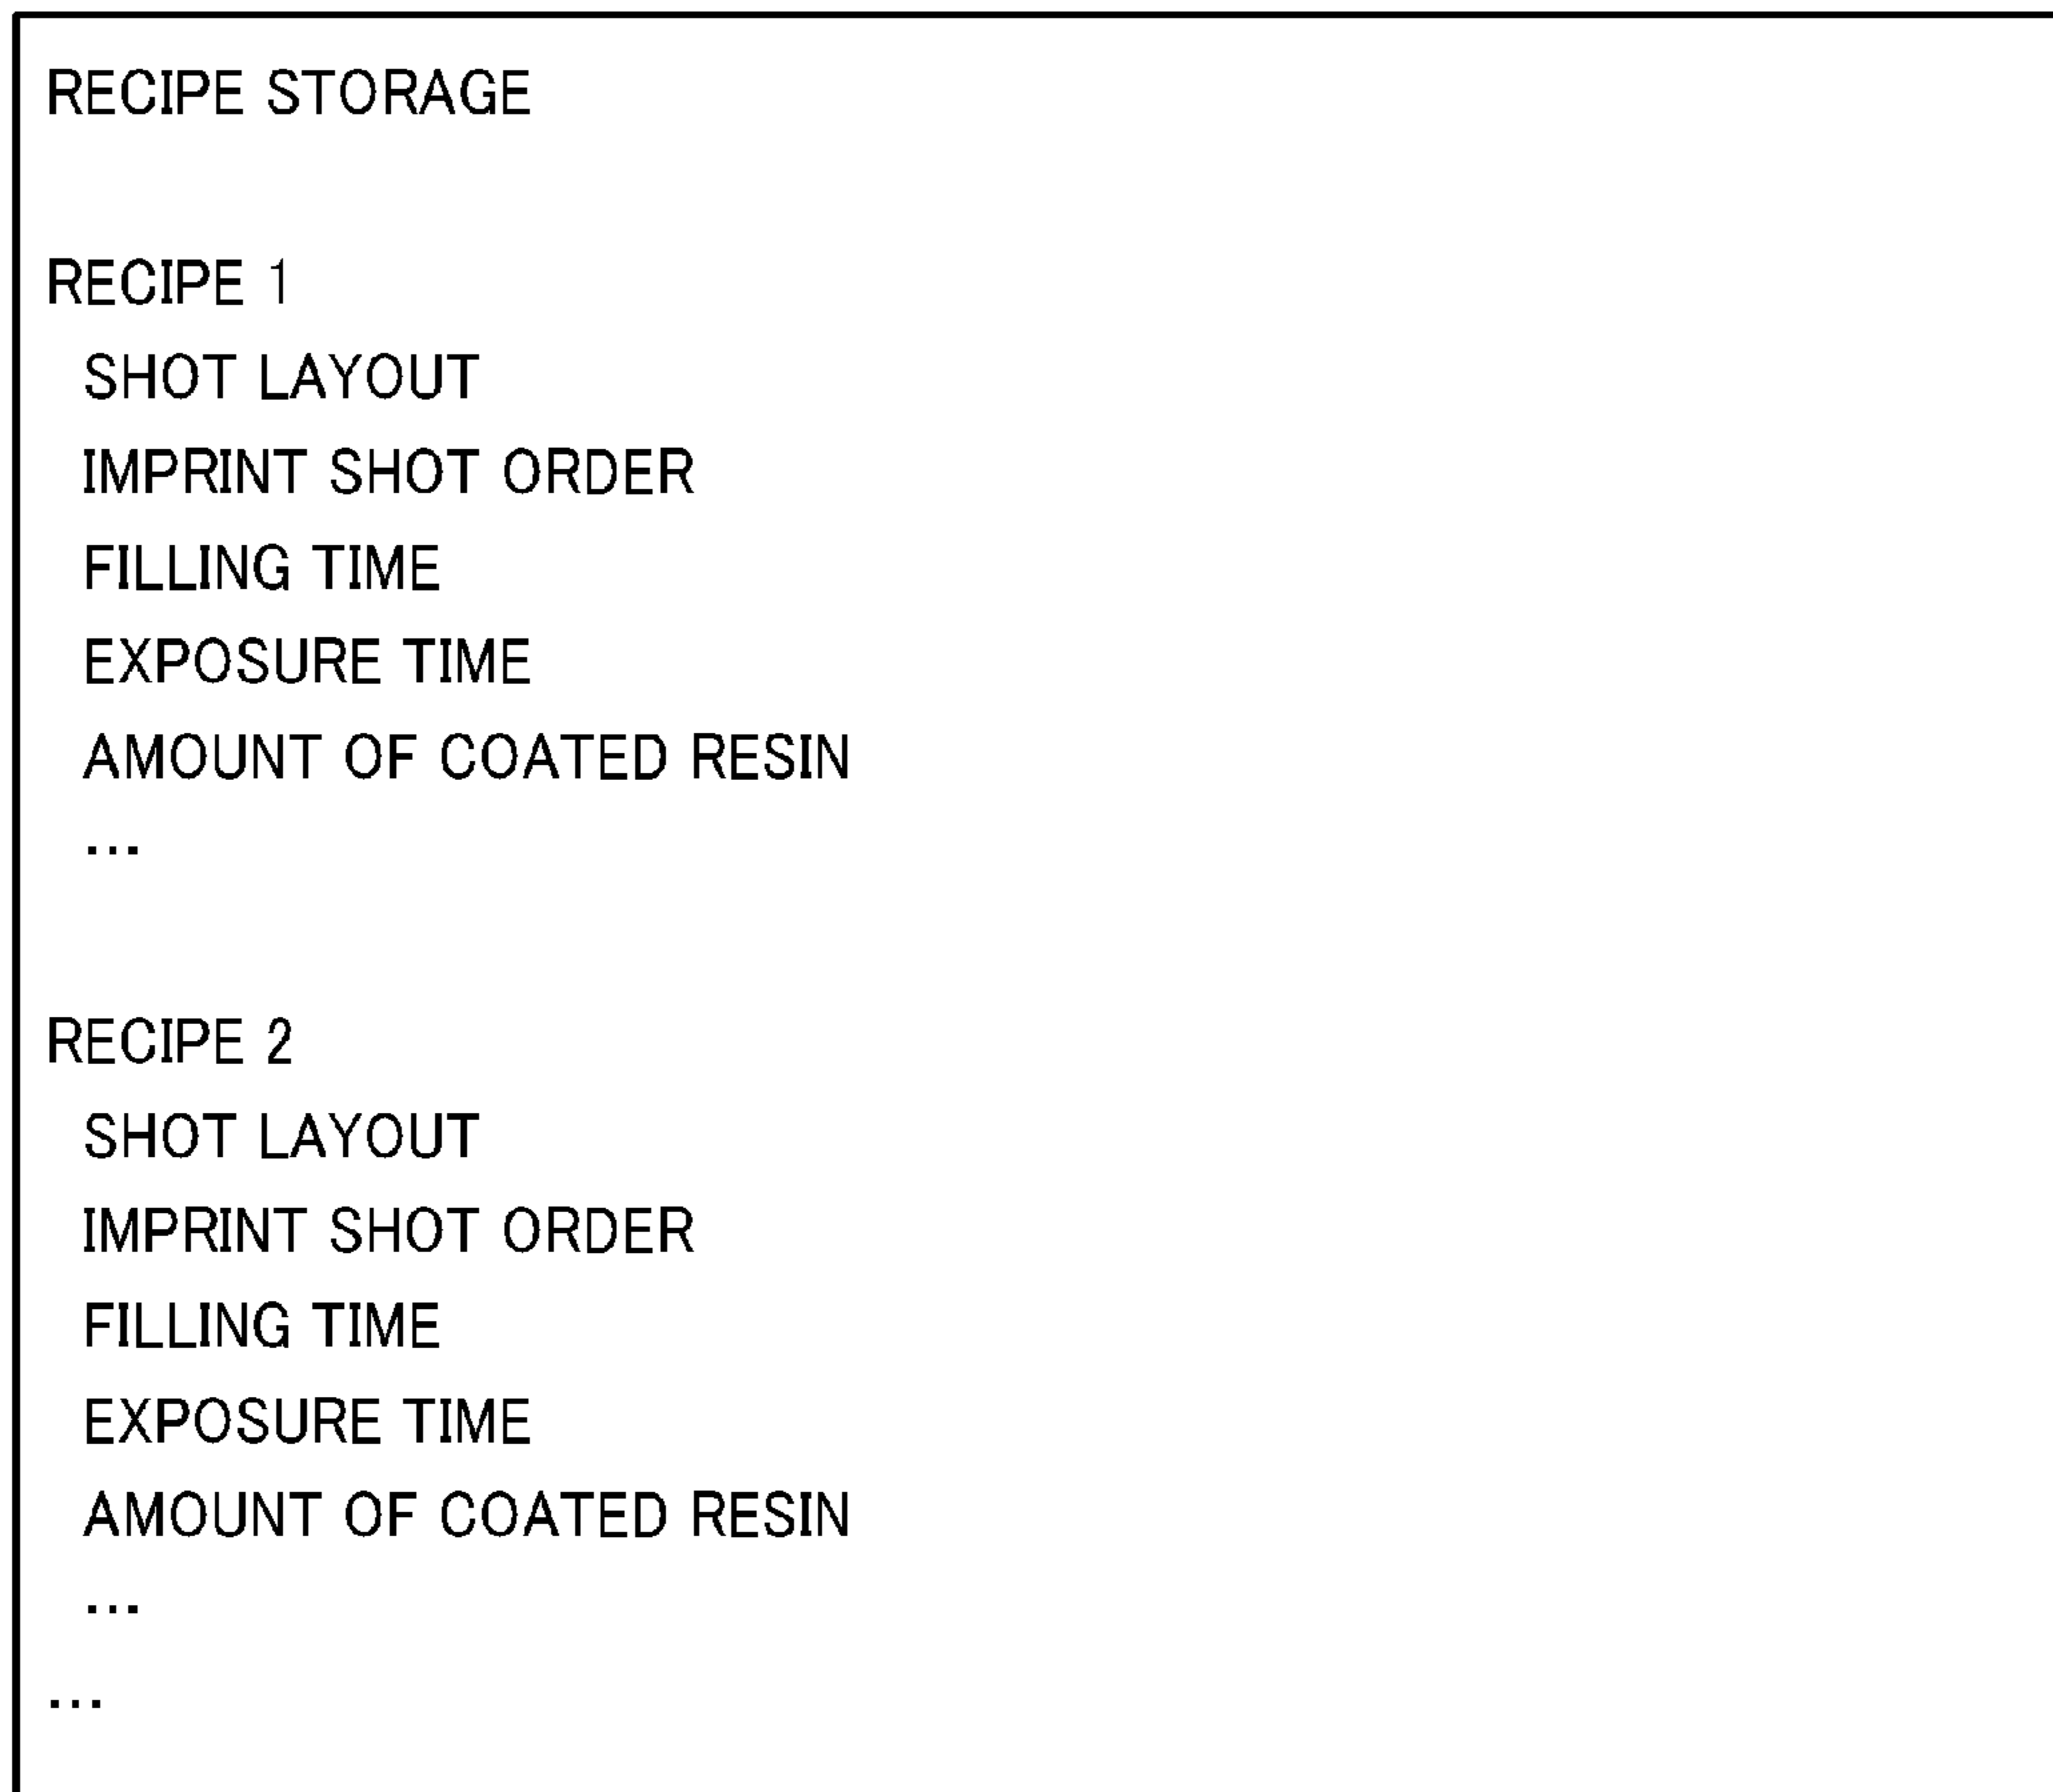 RECIPE STORAGE
RECIPE 1
SHOT LAYOUT
IMPRINT SHOT ORDER
FILLING TIME
EXPOSURE TIME
AMOUNT OF COATED RESIN
...
RECIPE 2
SHOT LAYOUT
IMPRINT SHOT ORDER
FILLING TIME
EXPOSURE TIME
AMOUNT OF COATED RESIN
...
...